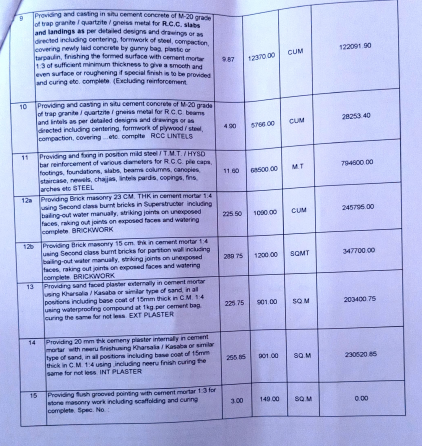 9 Providing and casting in situ cement concrete of M-20 grade
of trap granite / quartzite / gneiss metal for R.C.C. slabs
and landings as per detailed designs and drawings or as
directed including centering, formwork of steel, compaction,
covering newly laid concrete by gunny bag, plastic or
tarpaulin, finishing the formed surface with cement mortar
1:3 of sufficient minimum thickness to give a smooth and
even surface or roughening if special finish is to be provided
and curing etc. complete. (Excluding reinforcement.
9.87 12370.00 CUM 122091.90
10 Providing and casting in situ cement concrete of M-20 grade
of trap granite / quartzite / gneiss metal for R.C.C. beams
and lintels as per detailed designs and drawings or as
directed including centering, formwork of plywood / steel,
compaction, covering ...etc. complte RCC LINTELS
4.90 5766.00 CUM 28253.40
11 Providing and fixing in position mild steel / T.M.T. / HYSD
bar reinforcement of various diameters for R.C.C. pile caps,
footings, foundations, slabs, beams columns, canopies,
staircase, newels, chajjas, lintels pardis, copings, fins,
arches etc STEEL
11.60 68500.00 M.T 794600.00
12a Providing Brick masonry 23 CM. THK in cement mortar 1:4
using Second class burnt bricks in Superstructer including
bailing-out water manually, striking joints on unexposed
faces, raking out joints on exposed faces and watering
complete. BRICKWORK
225.50 1090.00 CUM 245795.00
12b Providing Brick masonry 15 cm. thk in cement mortar 1:4
using Second class burnt bricks for partition wall including
bailing-out water manually, striking joints on unexposed
faces, raking out joints on exposed faces and watering
complete. BRICKWORK
289.75 1200.00 SQMT 347700.00
13 Providing sand faced plaster externally in cement mortar
using Kharsalia / Kasaba or similar type of sand, in all
positions including base coat of 15mm thick in C.M. 1:4
using waterproofing compound at 1kg per cement bag,
curing the same for not less EXT PLASTER
225.75 901.00 SQ.M 203400.75
14 Providing 20 mm thk cemeny plaster internally in cement
mortar with neeru finishusing Kharsalia / Kasaba or similar
type of sand, in all positions including base coat of 15mm
thick in C.M. 1:4 using ,including neeru finish curing the
same for not less. INT PLASTER
255.85 901.00 SQ.M 230520.85
15 Providing flush grooved pointing with cement mortar 1:3 for
stone masonry work including scaffolding and curing
complete. Spec. No.:
3.00 149.00 SQ.M 0.00